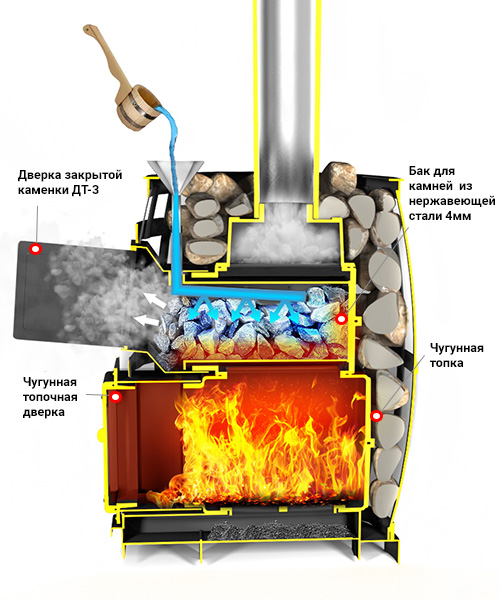 Дверка закрытой
каменки ДТ-3
Бак для
камней из
нержавеющей
стали 4мм
Чугунная
топка
Чугунная
топочная
дверка